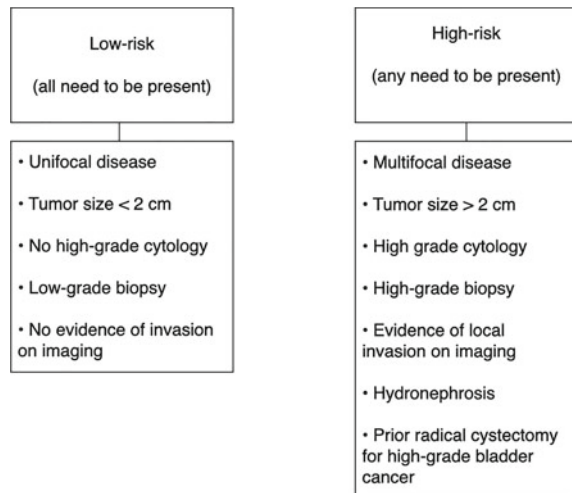 Low-risk
(all need to be present)
• Unifocal disease
• Tumor size < 2 cm
• No high-grade cytology
• Low-grade biopsy
• No evidence of invasion
on imaging
High-risk
(any need to be present)
• Multifocal disease
• Tumor size > 2 cm
• High grade cytology
• High-grade biopsy
• Evidence of local
invasion on imaging
• Hydronephrosis
• Prior radical cystectomy
for high-grade bladder
cancer